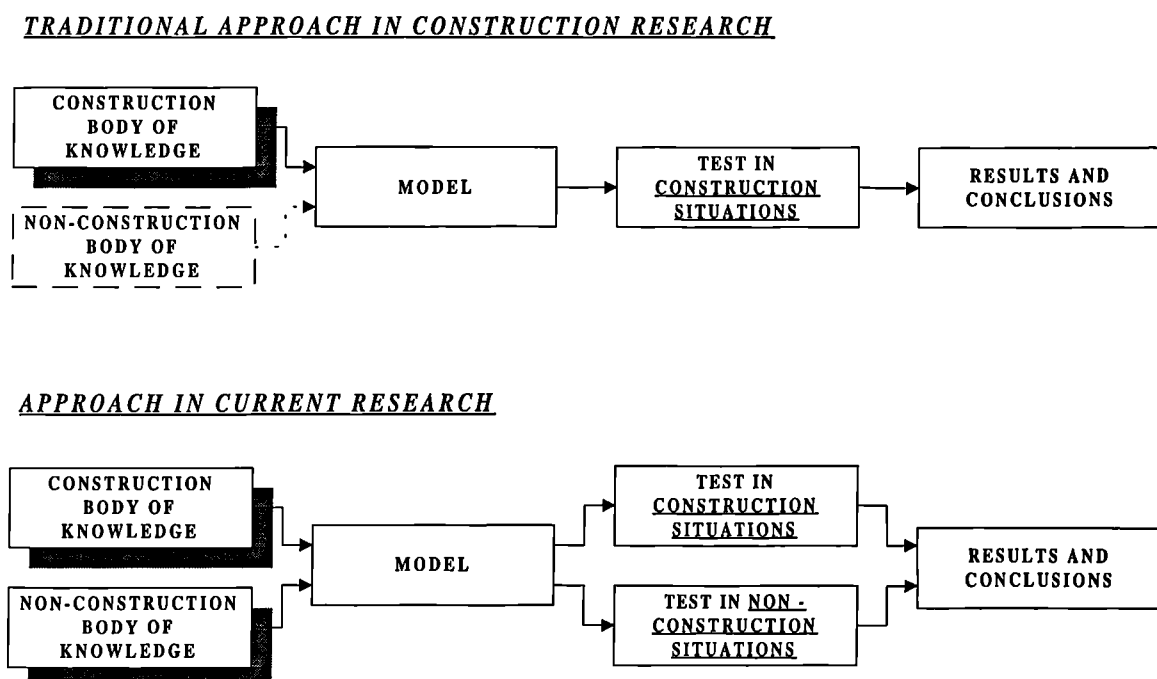 TRADITIONAL APPROACH IN CONSTRUCTION RESEARCH
CONSTRUCTION
BODY OF
KNOWLEDGE
NON-CONSTRUCTION
BODY OF
KNOWLEDGE
MODEL
TEST IN
CONSTRUCTION
SITUATIONS
RESULTS AND
CONCLUSIONS
APPROACH IN CURRENT RESEARCH
CONSTRUCTION
BODY OF
KNOWLEDGE
NON-CONSTRUCTION
BODY OF
KNOWLEDGE
MODEL
TEST IN
CONSTRUCTION
SITUATIONS
TEST IN NON -
CONSTRUCTION
SITUATIONS
RESULTS AND
CONCLUSIONS